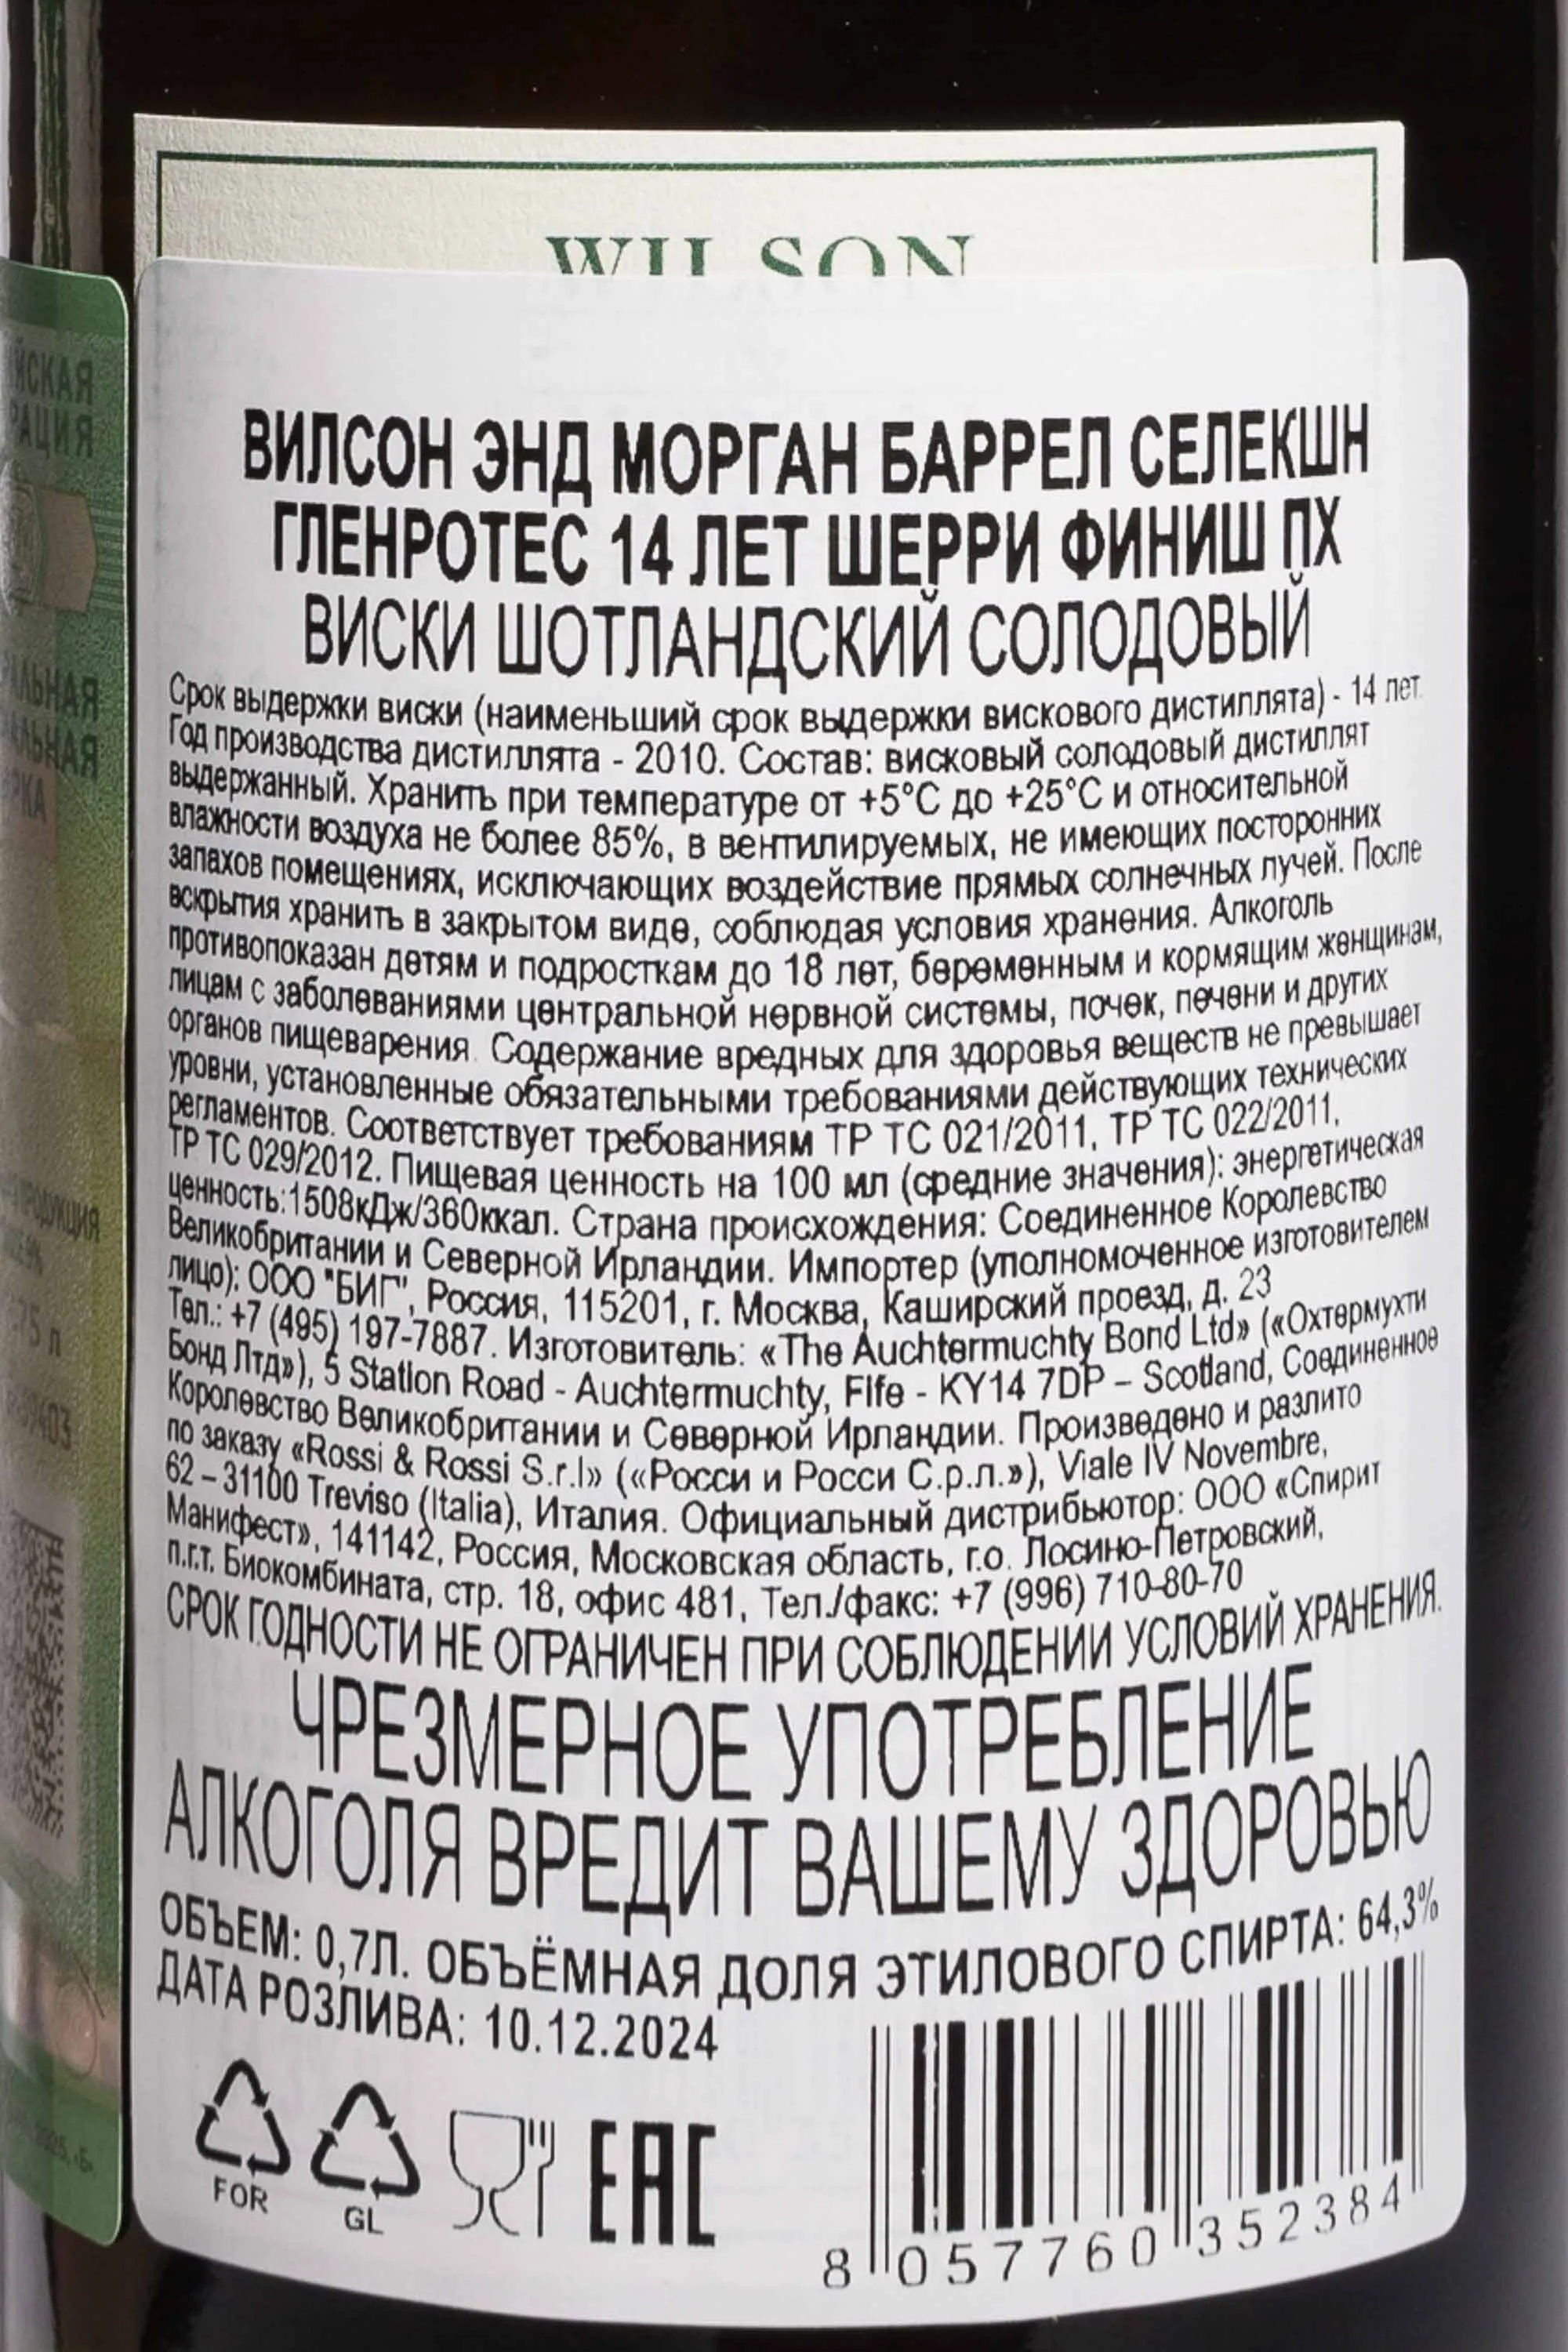 WILSON
ВИЛСОН ЭНД МОРГАН БАРРЕЛ СЕЛЕКШН
ГЛЕНРОТЕС 14 ЛЕТ ШЕРРИ ФИНИШ ПХ
ВИСКИ ШОТЛАНДСКИЙ СОЛОДОВЫЙ
Срок выдержки виски (наименьший срок выдержки вискового дистиллята) - 14 лет.
Год производства дистиллята - 2010. Состав: висковый солодовый дистиллят
выдержанный. Хранить при температуре от +5°C до +25°C и относительной
влажности воздуха не более 85%, в вентилируемых, не имеющих посторонних
запахов помещениях, исключающих воздействие прямых солнечных лучей. После
вскрытия хранить в закрытом виде, соблюдая условия хранения. Алкоголь
противопоказан детям и подросткам до 18 лет, беременным и кормящим женщинам,
лицам с заболеваниями центральной нервной системы, почек, печени и других
органов пищеварения. Содержание вредных для здоровья веществ не превышает
уровни, установленные обязательными требованиями действующих технических
регламентов. Соответствует требованиям ТР ТС 021/2011, ТР ТС 022/2011,
ТР ТС 029/2012. Пищевая ценность на 100 мл (средние значения): энергетическая
ценность:1508кДж/360ккал. Страна происхождения: Соединенное Королевство
Великобритании и Северной Ирландии. Импортер (уполномоченное изготовителем
лицо): ООО "БИГ", Россия, 115201, г. Москва, Каширский проезд, д. 23
Тел.: +7 (495) 197-7887. Изготовитель: «The Auchtermuchty Bond Ltd» («Охтермухти
Бонд Лтд»), 5 Station Road - Auchtermuchty, Fife - KY14 7DP – Scotland, Соединенное
Королевство Великобритании и Северной Ирландии. Произведено и разлито
по заказу «Rossi & Rossi S.r.l» («Росси и Росси С.р.л.»), Viale IV Novembre,
62 – 31100 Treviso (Italia), Италия. Официальный дистрибьютор: ООО «Спирит
Манифест», 141142, Россия, Московская область, г.о. Лосино-Петровский,
п.г.т. Биокомбината, стр. 18, офис 481, Тел./факс: +7 (996) 710-80-70
СРОК ГОДНОСТИ НЕ ОГРАНИЧЕН ПРИ СОБЛЮДЕНИИ УСЛОВИЙ ХРАНЕНИЯ.
ЧРЕЗМЕРНОЕ УПОТРЕБЛЕНИЕ
АЛКОГОЛЯ ВРЕДИТ ВАШЕМУ ЗДОРОВЬЮ
ОБЪЕМ: 0,7Л. ОБЪЁМНАЯ ДОЛЯ ЭТИЛОВОГО СПИРТА: 64,3%
ДАТА РОЗЛИВА: 10.12.2024
FOR
GL
EAC
8 057760 352384